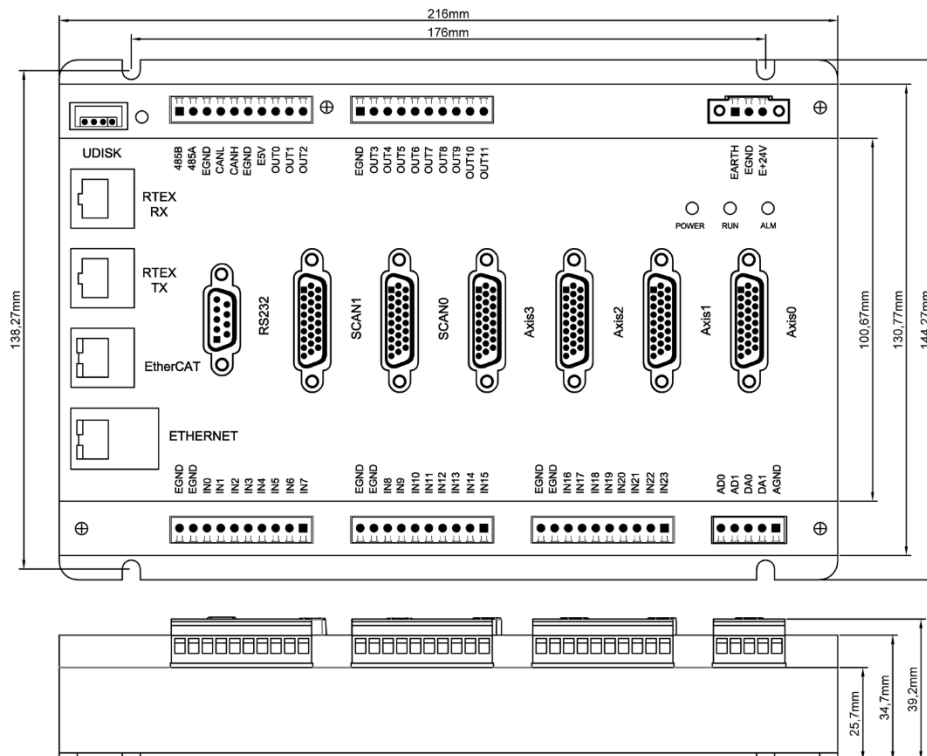 216mm
176mm
UDISK
485B
485A
EGND
CANL
CANH
EGND
E5V
OUT0
OUT1
OUT2
EGND
OUT3
OUT4
OUT5
OUT6
OUT7
OUT8
OUT9
OUT10
OUT11
EARTH
EGND
E+24V
RTEX
RX
POWER
RUN
ALM
RTEX
TX
RS232
SCAN1
SCAN0
Axis3
Axis2
Axis1
Axis0
EtherCAT
ETHERNET
138,27mm
100,67mm
130,77mm
144,27mm
EGND
EGND
IN0
IN1
IN2
IN3
IN4
IN5
IN6
IN7
EGND
EGND
IN8
IN9
IN10
IN11
IN12
IN13
IN14
IN15
EGND
EGND
IN16
IN17
IN18
IN19
IN20
IN21
IN22
IN23
AD0
AD1
DA0
DA1
AGND
25,7mm
34,7mm
39,2mm